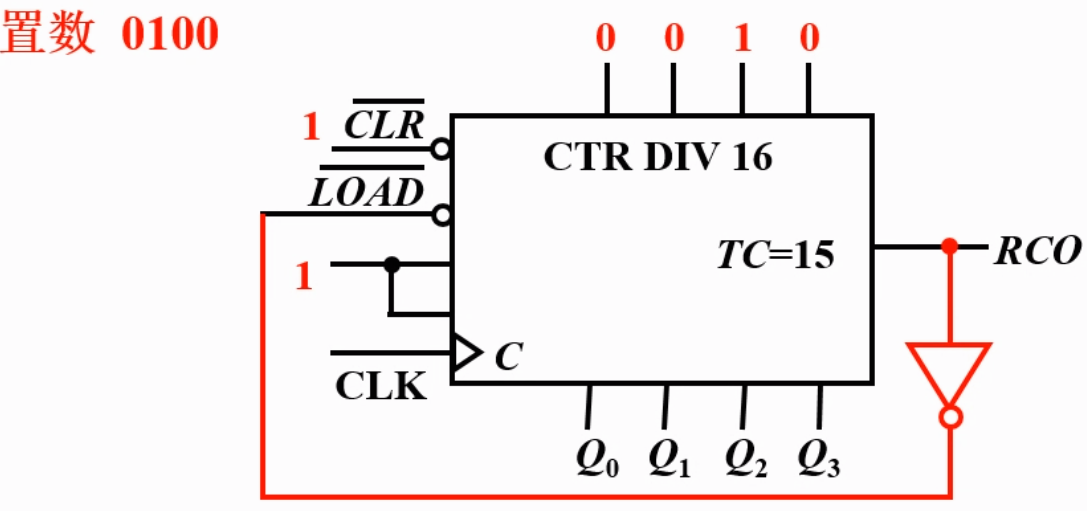 置数 0100
0 0 1 0
1 CLR
CTR DIV 16
LOAD
TC=15
RCO
1
C
CLK
Q0 Q1 Q2 Q3